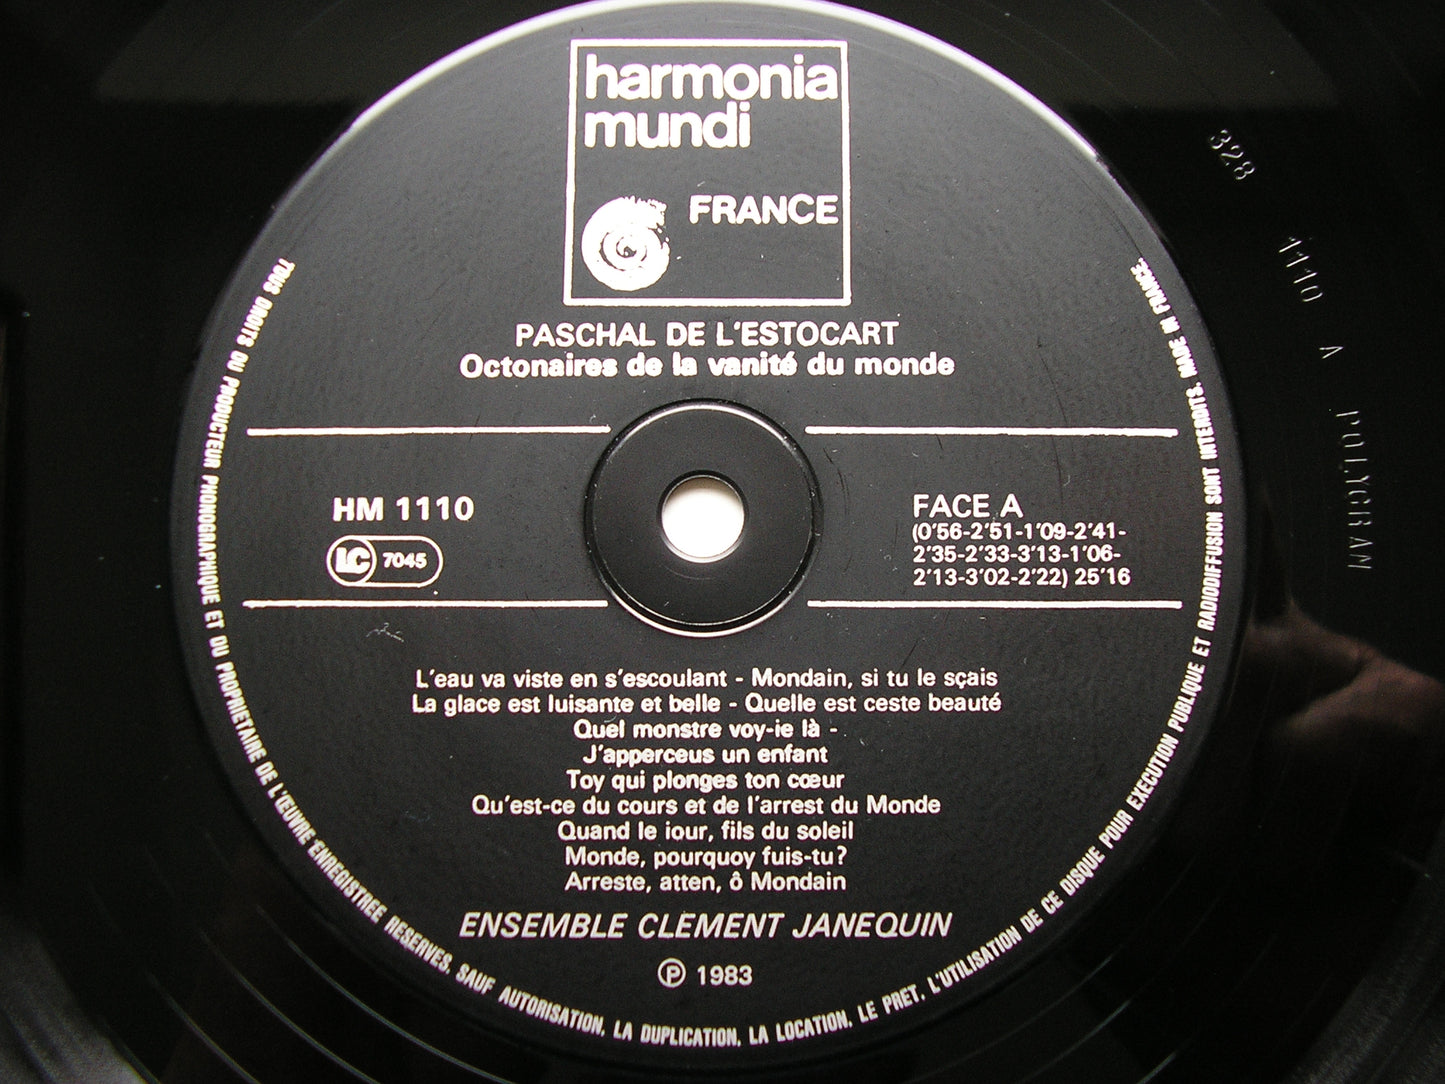 harmonia
mundi
FRANCE
PASCHAL DE L'ESTOCART
Octonaires de la vanité du monde
HM 1110
LC 7045
FACE A
(0'56-2'51-1'09-2'41-
2'35-2'33-3'13-1'06-
2'13-3'02-2'22) 25'16
L'eau va viste en s'escoulant - Mondain, si tu le sçais
La glace est luisante et belle - Quelle est ceste beauté
Quel monstre voy-ie là -
J'apperceus un enfant
Toy qui plonges ton cœur
Qu'est-ce du cours et de l'arrest du Monde
Quand le iour, fils du soleil
Monde, pourquoy fuis-tu?
Arreste, atten, ô Mondain
ENSEMBLE CLEMENT JANEQUIN
℗ 1983
TOUS DROITS DU PRODUCTEUR PHONOGRAPHIQUE ET DU PROPRIETAIRE DE L'ŒUVRE ENREGISTREE RESERVES, SAUF AUTORISATION, LA DUPLICATION, LA LOCATION, LE PRET, L'UTILISATION DE CE DISQUE POUR EXECUTION PUBLIQUE ET RADIODIFFUSION SONT INTERDITS. MADE IN FRANCE.
328 1110 A POLYGRAM